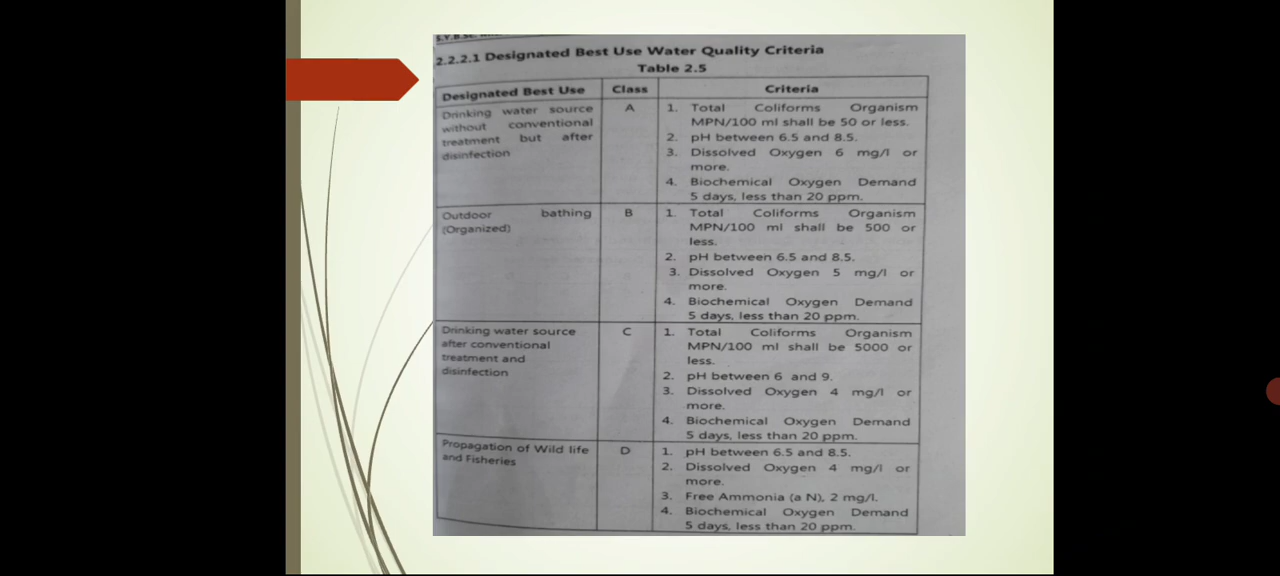 S.Y.B.Sc.
2.2.2.1 Designated Best Use Water Quality Criteria
Table 2.5
Designated Best Use
Class
Criteria
Drinking water source
without conventional
treatment but after
disinfection
A
1. Total Coliforms Organism
MPN/100 ml shall be 50 or less.
2. pH between 6.5 and 8.5.
3. Dissolved Oxygen 6 mg/l or
more.
4. Biochemical Oxygen Demand
5 days, less than 20 ppm.
Outdoor bathing
(Organized)
B
1. Total Coliforms Organism
MPN/100 ml shall be 500 or
less.
2. pH between 6.5 and 8.5.
3. Dissolved Oxygen 5 mg/l or
more.
4. Biochemical Oxygen Demand
5 days, less than 20 ppm.
Drinking water source
after conventional
treatment and
disinfection
C
1. Total Coliforms Organism
MPN/100 ml shall be 5000 or
less.
2. pH between 6 and 9.
3. Dissolved Oxygen 4 mg/l or
more.
4. Biochemical Oxygen Demand
5 days, less than 20 ppm.
Propagation of Wild life
and Fisheries
D
1. pH between 6.5 and 8.5.
2. Dissolved Oxygen 4 mg/l or
more.
3. Free Ammonia (a N), 2 mg/l.
4. Biochemical Oxygen Demand
5 days, less than 20 ppm.